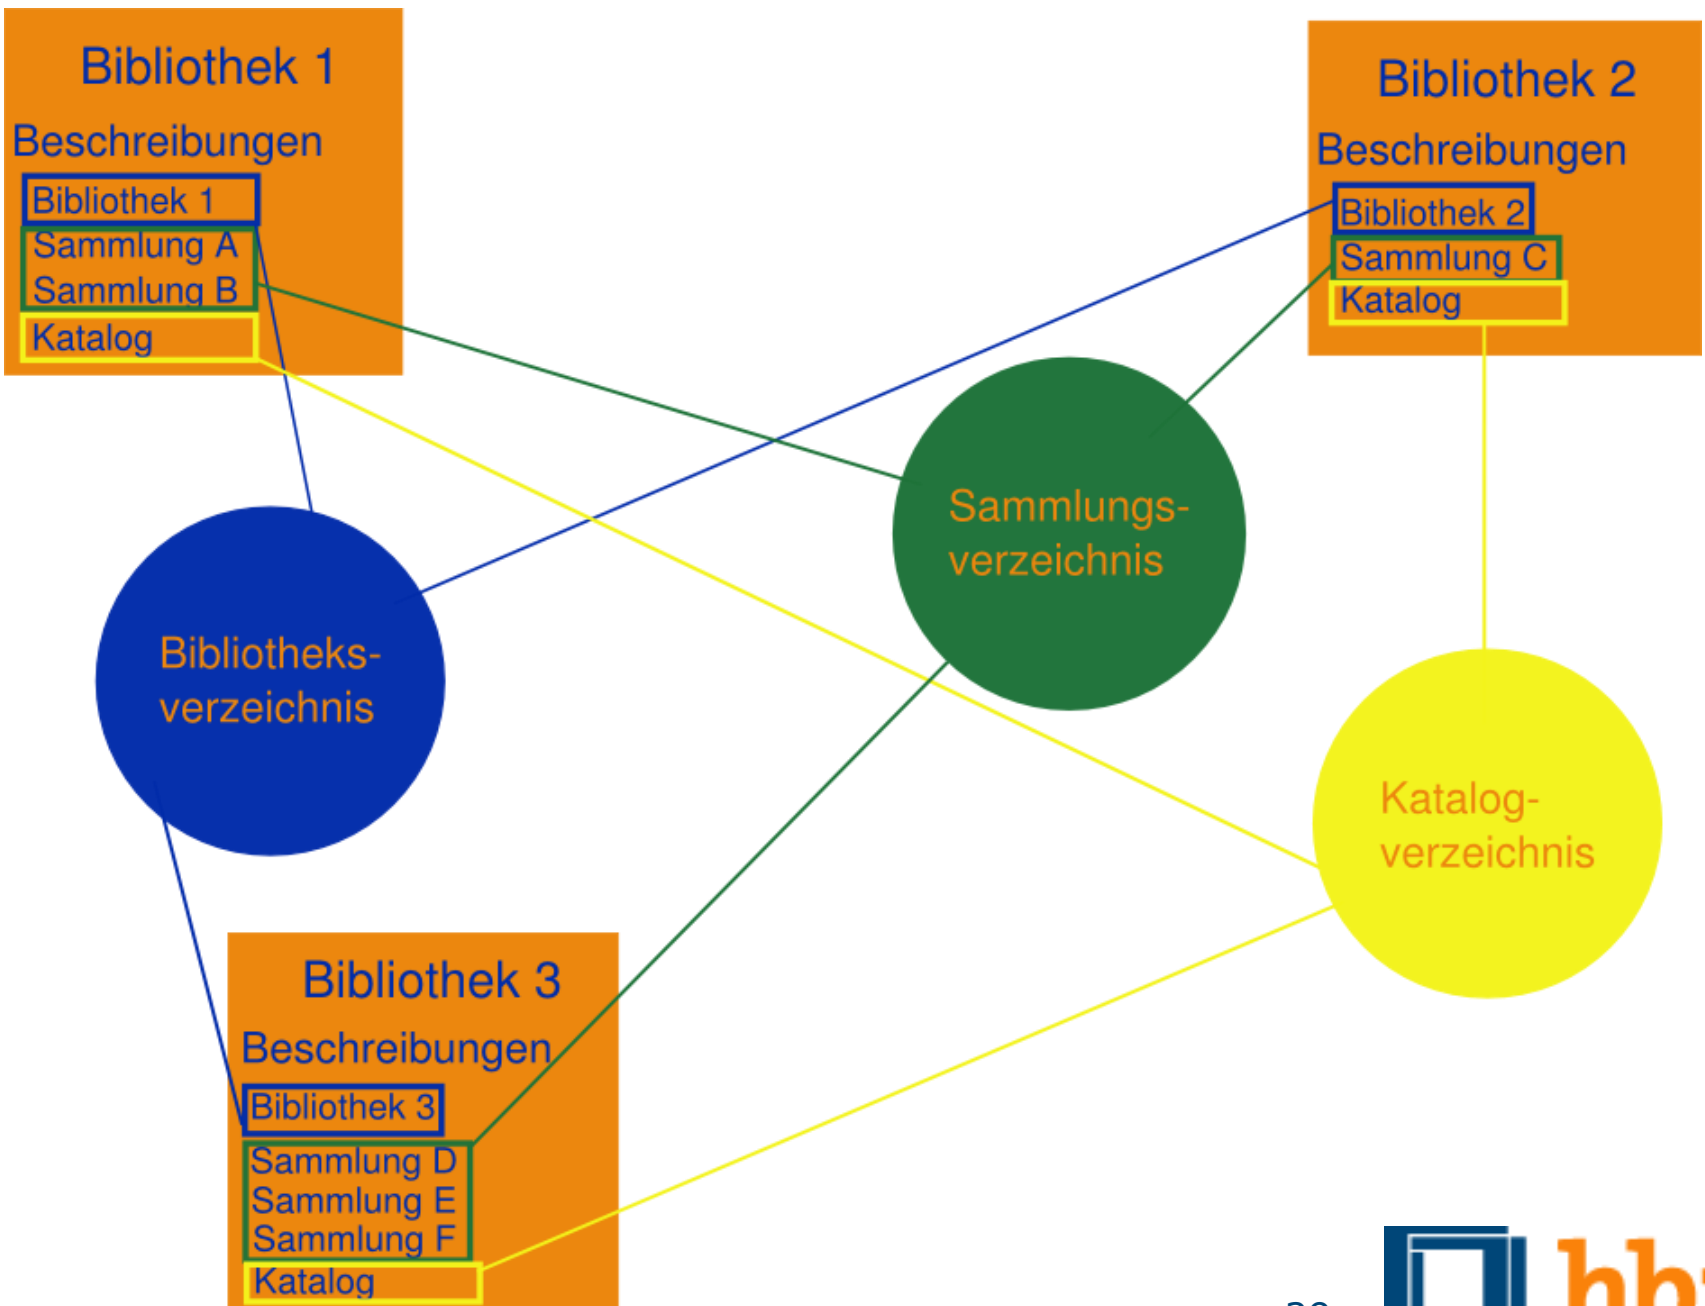 Bibliothek 1
Beschreibungen
Bibliothek 1
Sammlung A
Sammlung B
Katalog
Bibliothek 2
Beschreibungen
Bibliothek 2
Sammlung C
Katalog
Sammlungs-
verzeichnis
Bibliotheks-
verzeichnis
Katalog-
verzeichnis
Bibliothek 3
Beschreibungen
Bibliothek 3
Sammlung D
Sammlung E
Sammlung F
Katalog